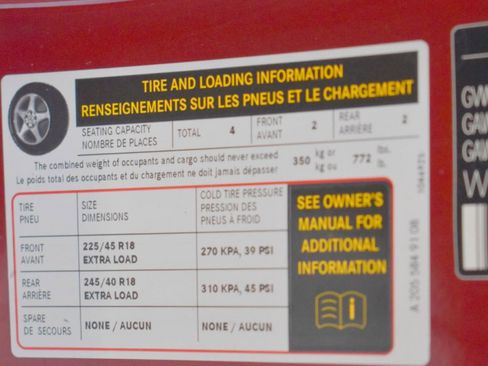 TIRE AND LOADING INFORMATION
RENSEIGNEMENTS SUR LES PNEUS ET LE CHARGEMENT
SEATING CAPACITY
NOMBRE DE PLACES
TOTAL 4
FRONT
AVANT
2
REAR
ARRIÈRE
2
The combined weight of occupants and cargo should never exceed
Le poids total des occupants et du chargement ne doit jamais dépasser
350
kg or
kg ou
772
lbs.
lb.
TIRE
PNEU
SIZE
DIMENSIONS
COLD TIRE PRESSURE
PRESSION DES
PNEUS À FROID
FRONT
AVANT
225/45 R18
EXTRA LOAD
270 KPA, 39 PSI
REAR
ARRIÈRE
245/40 R18
EXTRA LOAD
310 KPA, 45 PSI
SPARE
DE SECOURS
NONE / AUCUN
NONE / AUCUN
SEE OWNER'S
MANUAL FOR
ADDITIONAL
INFORMATION
i
A 205 584 91 08